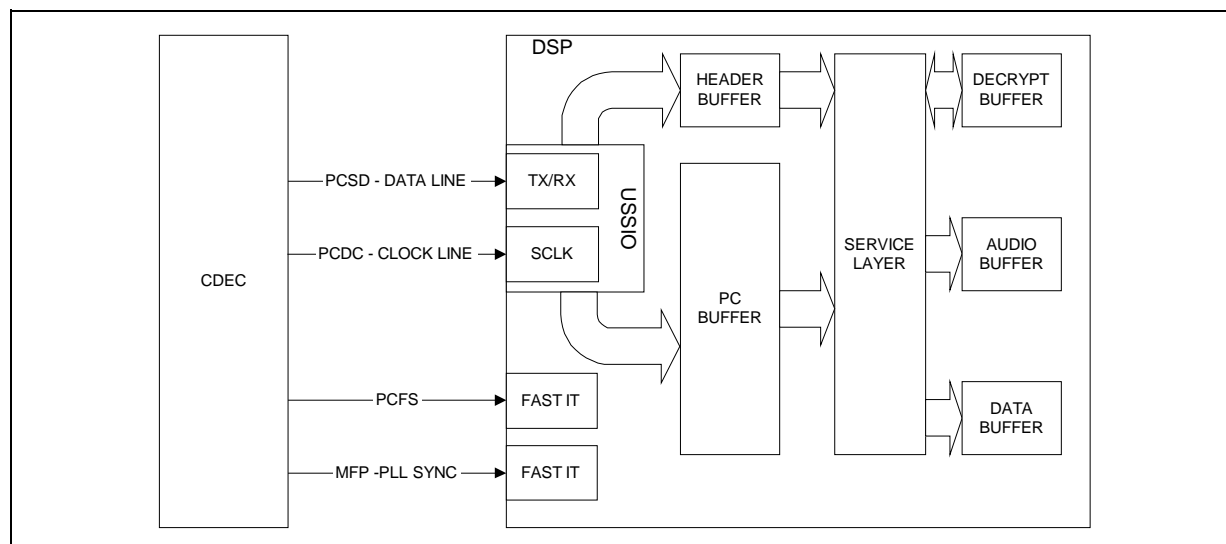 DSP
HEADER
BUFFER
DECRYPT
BUFFER
PCSD - DATA LINE
TX/RX
USSIO
PCDC - CLOCK LINE
SCLK
CDEC
PC
BUFFER
SERVICE
LAYER
AUDIO
BUFFER
PCFS
FAST IT
DATA
BUFFER
MFP -PLL SYNC
FAST IT